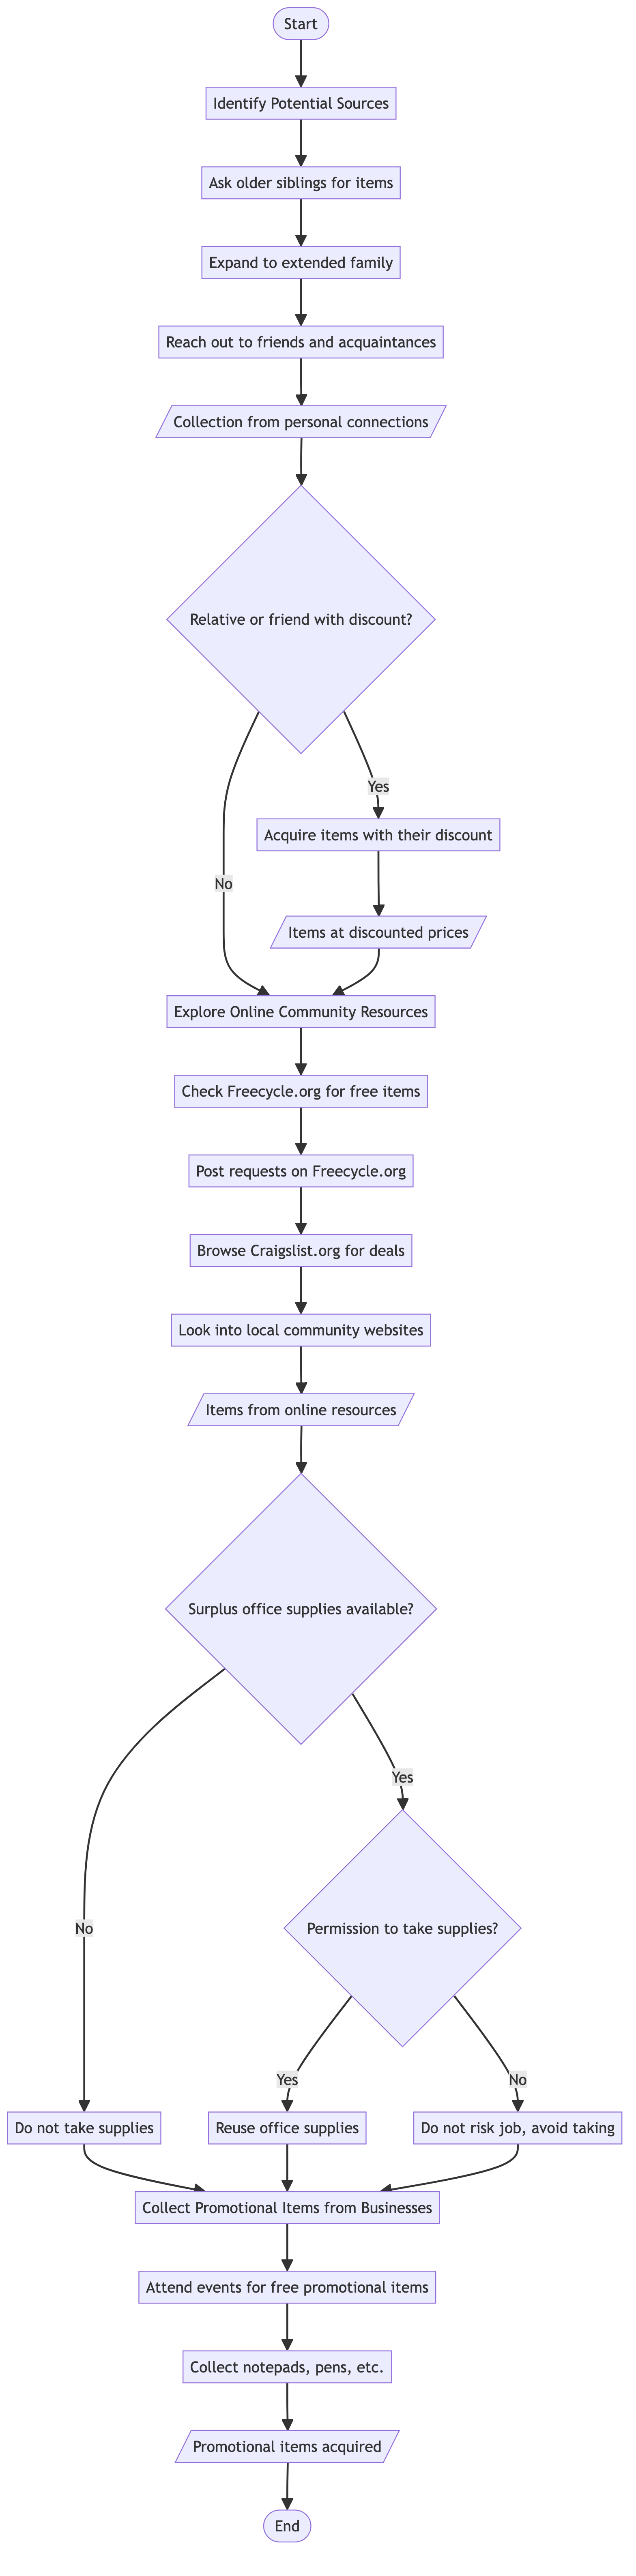 Start
Identify Potential Sources
Ask older siblings for items
Expand to extended family
Reach out to friends and acquaintances
Collection from personal connections
Relative or friend with discount?
Yes
Acquire items with their discount
No
Items at discounted prices
Explore Online Community Resources
Check Freecycle.org for free items
Post requests on Freecycle.org
Browse Craigslist.org for deals
Look into local community websites
Items from online resources
Surplus office supplies available?
Yes
No
Permission to take supplies?
Yes
No
Do not take supplies
Reuse office supplies
Do not risk job, avoid taking
Collect Promotional Items from Businesses
Attend events for free promotional items
Collect notepads, pens, etc.
Promotional items acquired
End